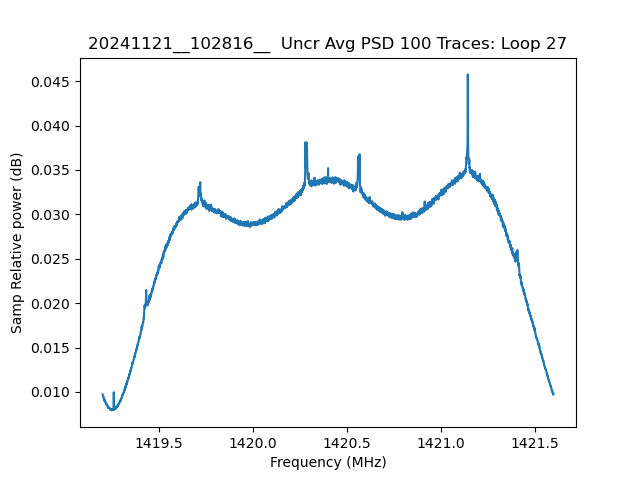 20241121__102816__  Uncr Avg PSD 100 Traces: Loop 27
Samp Relative power (dB)
0.045
0.040
0.035
0.030
0.025
0.020
0.015
0.010
1419.5 1420.0 1420.5 1421.0 1421.5
Frequency (MHz)